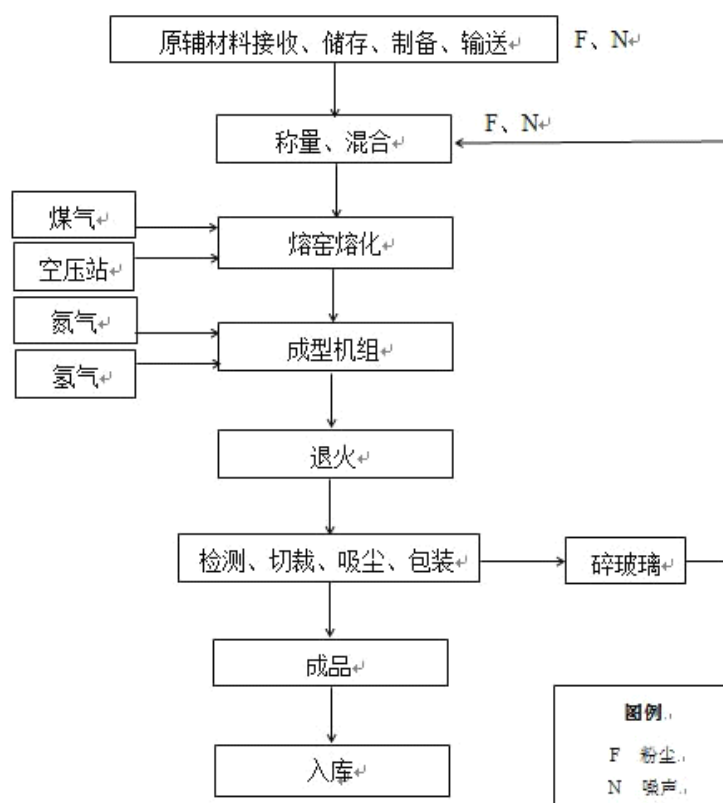 原辅材料接收、储存、制备、输送 F、N
称量、混合 F、N
煤气
熔窑熔化
空压站
氮气
成型机组
氢气
退火
检测、切裁、吸尘、包装
碎玻璃
成品
入库
图例
F 粉尘
N 噪声